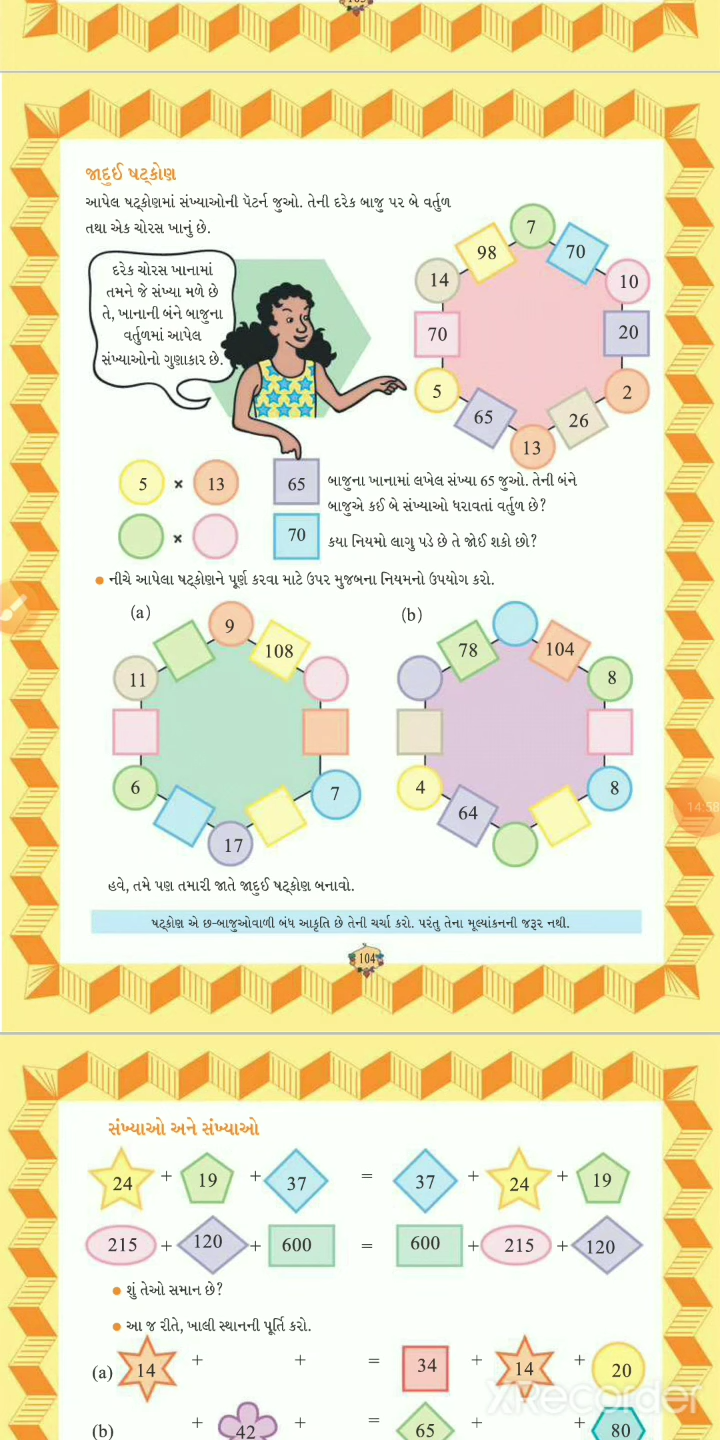 જાદુઈ ષટ્કોણ
આપેલ ષટ્કોણમાં સંખ્યાઓની પૅટર્ન જુઓ. તેની દરેક બાજુ પર બે વર્તુળ
તથા એક ચોરસ ખાનું છે.
દરેક ચોરસ ખાનામાં
તમને જે સંખ્યા મળે છે
તે, ખાનાની બંને બાજુના
વર્તુળમાં આપેલ
સંખ્યાઓનો ગુણાકાર છે.
7
98 70
14 10
70 20
5 2
65 26
13
5 × 13 65 બાજુના ખાનામાં લખેલ સંખ્યા 65 જુઓ. તેની બંને
બાજુએ કઈ બે સંખ્યાઓ ધરાવતાં વર્તુળ છે?
× 70 કયા નિયમો લાગુ પડે છે તે જોઈ શકો છો?
• નીચે આપેલા ષટ્કોણને પૂર્ણ કરવા માટે ઉપર મુજબના નિયમનો ઉપયોગ કરો.
(a)
9
108
11
6 7
17
(b)
78 104
8
4 8
64
હવે, તમે પણ તમારી જાતે જાદુઈ ષટ્કોણ બનાવો.
ષટ્કોણ એ છ-બાજુઓવાળી બંધ આકૃતિ છે તેની ચર્ચા કરો. પરંતુ તેના મૂલ્યાંકનની જરૂર નથી.
104
14:58
સંખ્યાઓ અને સંખ્યાઓ
24 + 19 + 37 = 37 + 24 + 19
215 + 120 + 600 = 600 + 215 + 120
• શું તેઓ સમાન છે?
• આ જ રીતે, ખાલી સ્થાનની પૂર્તિ કરો.
(a) 14 + + = 34 + 14 + 20
XRecorder
(b) + 42 + = 65 + + 80